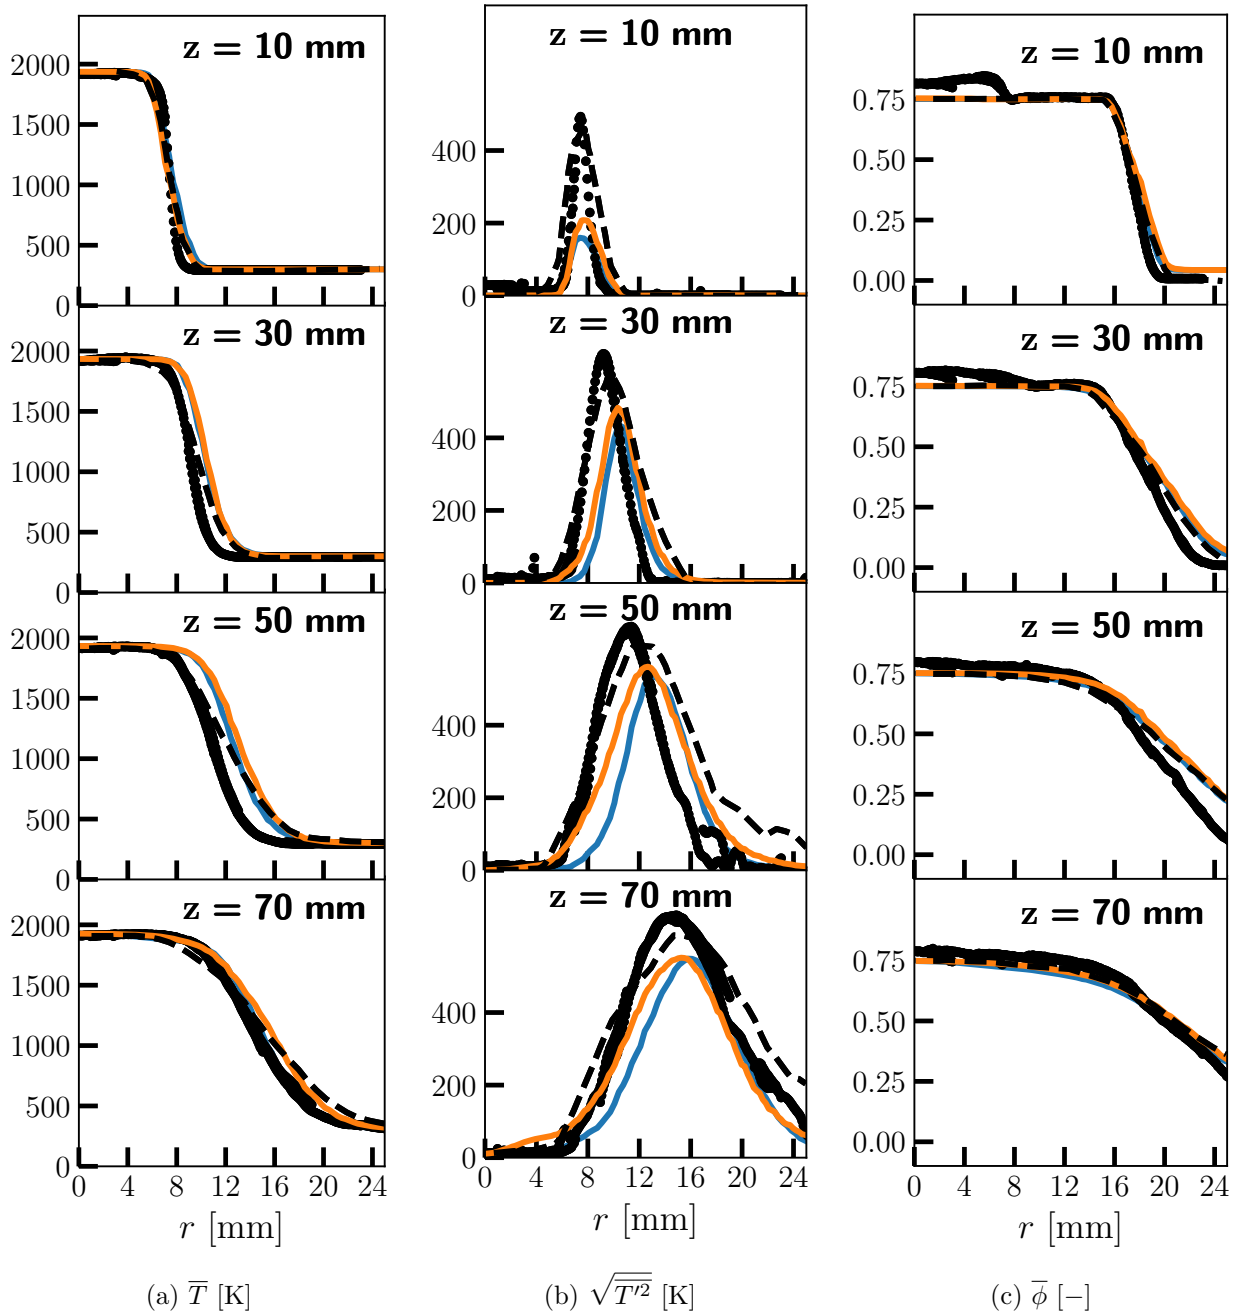 z = 10 mm
2000
1500
1000
500
0
z = 30 mm
2000
1500
1000
500
0
z = 50 mm
2000
1500
1000
500
0
z = 70 mm
2000
1500
1000
500
0
0 4 8 12 16 20 24
r [mm]
(a) T̅ [K]
z = 10 mm
400
200
0
z = 30 mm
400
200
0
z = 50 mm
400
200
0
z = 70 mm
400
200
0
0 4 8 12 16 20 24
r [mm]
(b) √T̅'̅²̅ [K]
z = 10 mm
0.75
0.50
0.25
0.00
z = 30 mm
0.75
0.50
0.25
0.00
z = 50 mm
0.75
0.50
0.25
0.00
z = 70 mm
0.75
0.50
0.25
0.00
0 4 8 12 16 20 24
r [mm]
(c) ϕ̅ [−]